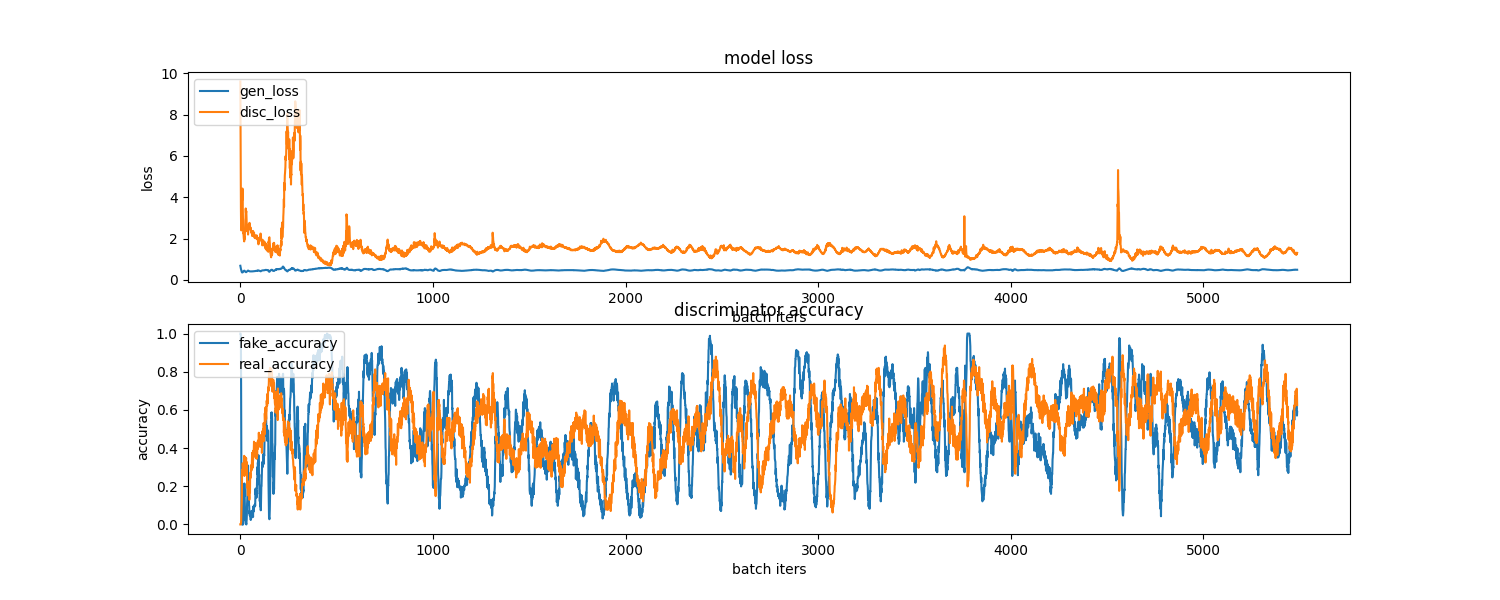 model loss
10
8
6
4
2
0
loss
gen_loss
disc_loss
0 1000 2000 3000 4000 5000
batch iters
discriminator accuracy
1.0
0.8
0.6
0.4
0.2
0.0
accuracy
fake_accuracy
real_accuracy
0 1000 2000 3000 4000 5000
batch iters